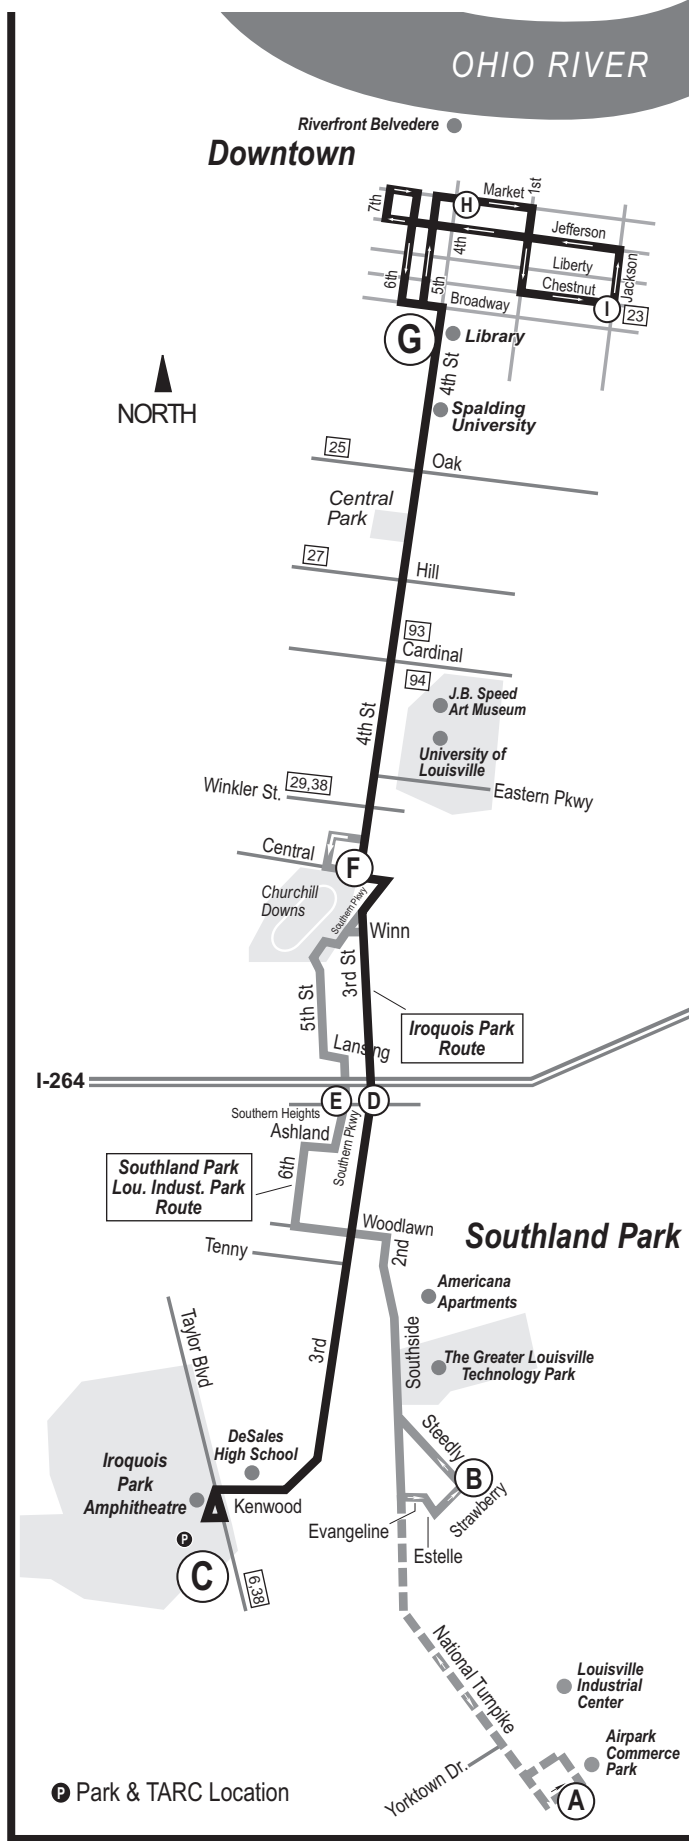 OHIO RIVER
Riverfront Belvedere
Downtown
Market
1st
7th
H
Jefferson
4th
Liberty
6th
5th
Chestnut
Jackson
Broadway
I
23
G
Library
4th St
NORTH
Spalding
University
25
Oak
Central
Park
27
Hill
93
Cardinal
94
J.B. Speed
Art Museum
4th St
University of
Louisville
Winkler St.
29,38
Eastern Pkwy
Central
F
Churchill
Downs
Southern Pkwy
Winn
3rd St
5th St
Iroquois Park
Route
Lansing
I-264
E
D
Southern Heights
Ashland
Southern Pkwy
Southland Park
Lou. Indust. Park
Route
6th
Woodlawn
2nd
Southland Park
Tenny
Americana
Apartments
Taylor Blvd
3rd
Southside
The Greater Louisville
Technology Park
DeSales
High School
Steedly
Iroquois
Park
Amphitheatre
B
Kenwood
Strawberry
Evangeline
Estelle
P
C
6,38
National Turnpike
Louisville
Industrial
Center
Airpark
Commerce
Park
Yorktown Dr.
A
P Park & TARC Location